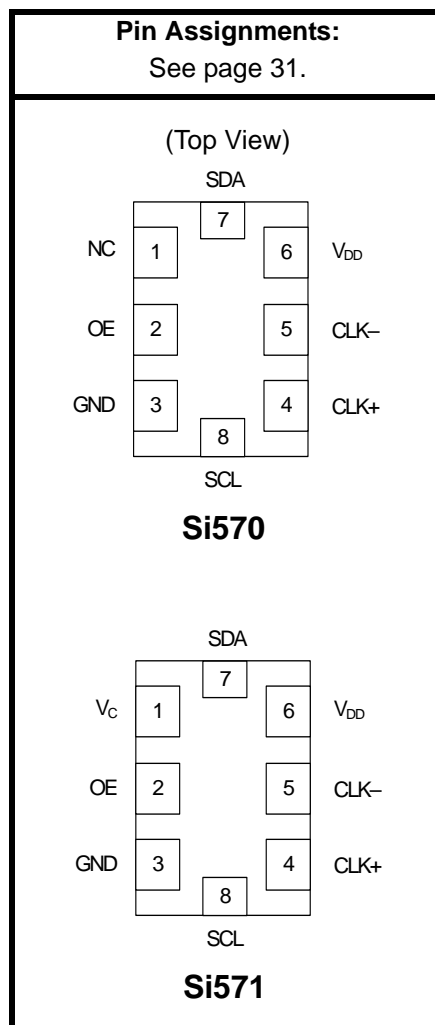 Pin Assignments:
See page 31.
(Top View)
SDA
7
NC 1 6 VDD
OE 2 5 CLK–
GND 3 4 CLK+
8
SCL
Si570
SDA
7
VC 1 6 VDD
OE 2 5 CLK–
GND 3 4 CLK+
8
SCL
Si571